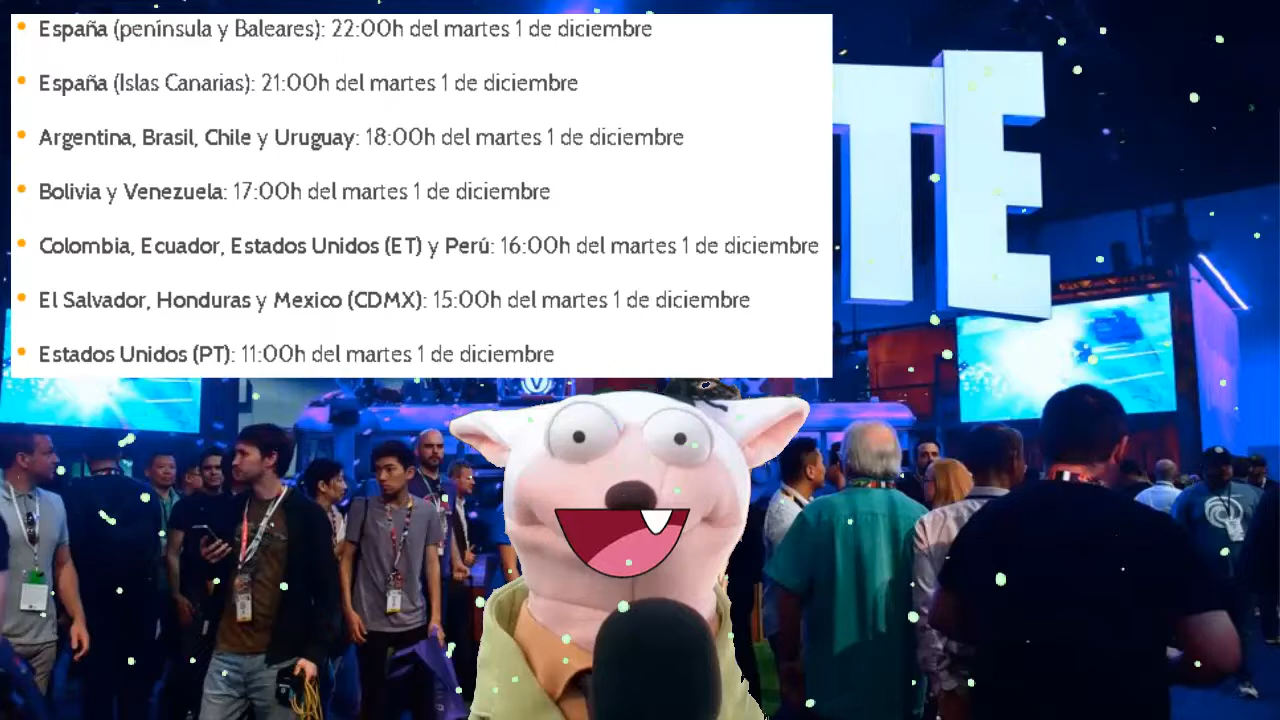 España (península y Baleares): 22:00h del martes 1 de diciembre
España (Islas Canarias): 21:00h del martes 1 de diciembre
Argentina, Brasil, Chile y Uruguay: 18:00h del martes 1 de diciembre
Bolivia y Venezuela: 17:00h del martes 1 de diciembre
Colombia, Ecuador, Estados Unidos (ET) y Perú: 16:00h del martes 1 de diciembre
El Salvador, Honduras y Mexico (CDMX): 15:00h del martes 1 de diciembre
Estados Unidos (PT): 11:00h del martes 1 de diciembre
TE